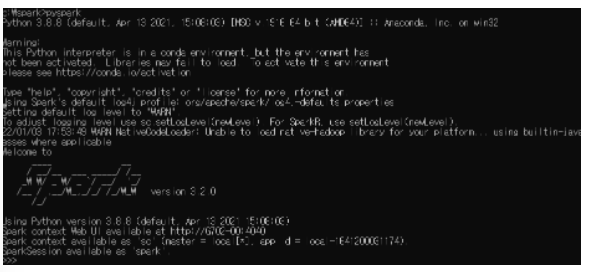 C:\Wspark>pyspark
Python 3.8.8 (default, Apr 13 2021, 15:08:03) [MSC v.1916 64 bit (AMD64)] :: Anaconda, Inc. on win32
Warning:
This Python interpreter is in a conda environment, but the environment has
not been activated.  Libraries may fail to load.  To activate this environment
please see https://conda.io/activation
Type "help", "copyright", "credits" or "license" for more information.
Using Spark's default log4j profile: org/apache/spark/log4j-defaults.properties
Setting default log level to "WARN".
To adjust logging level use sc.setLogLevel(newLevel). For SparkR, use setLogLevel(newLevel).
22/01/03 17:53:49 WARN NativeCodeLoader: Unable to load native-hadoop library for your platform... using builtin-java
asses where applicable
Welcome to
Spark version 3.2.0
Using Python version 3.8.8 (default, Apr 13 2021 15:08:03)
Spark context Web UI available at http://G702-00:4040
Spark context available as 'sc' (master = local[*], app id = local-1641200031174).
SparkSession available as 'spark'.
>>>